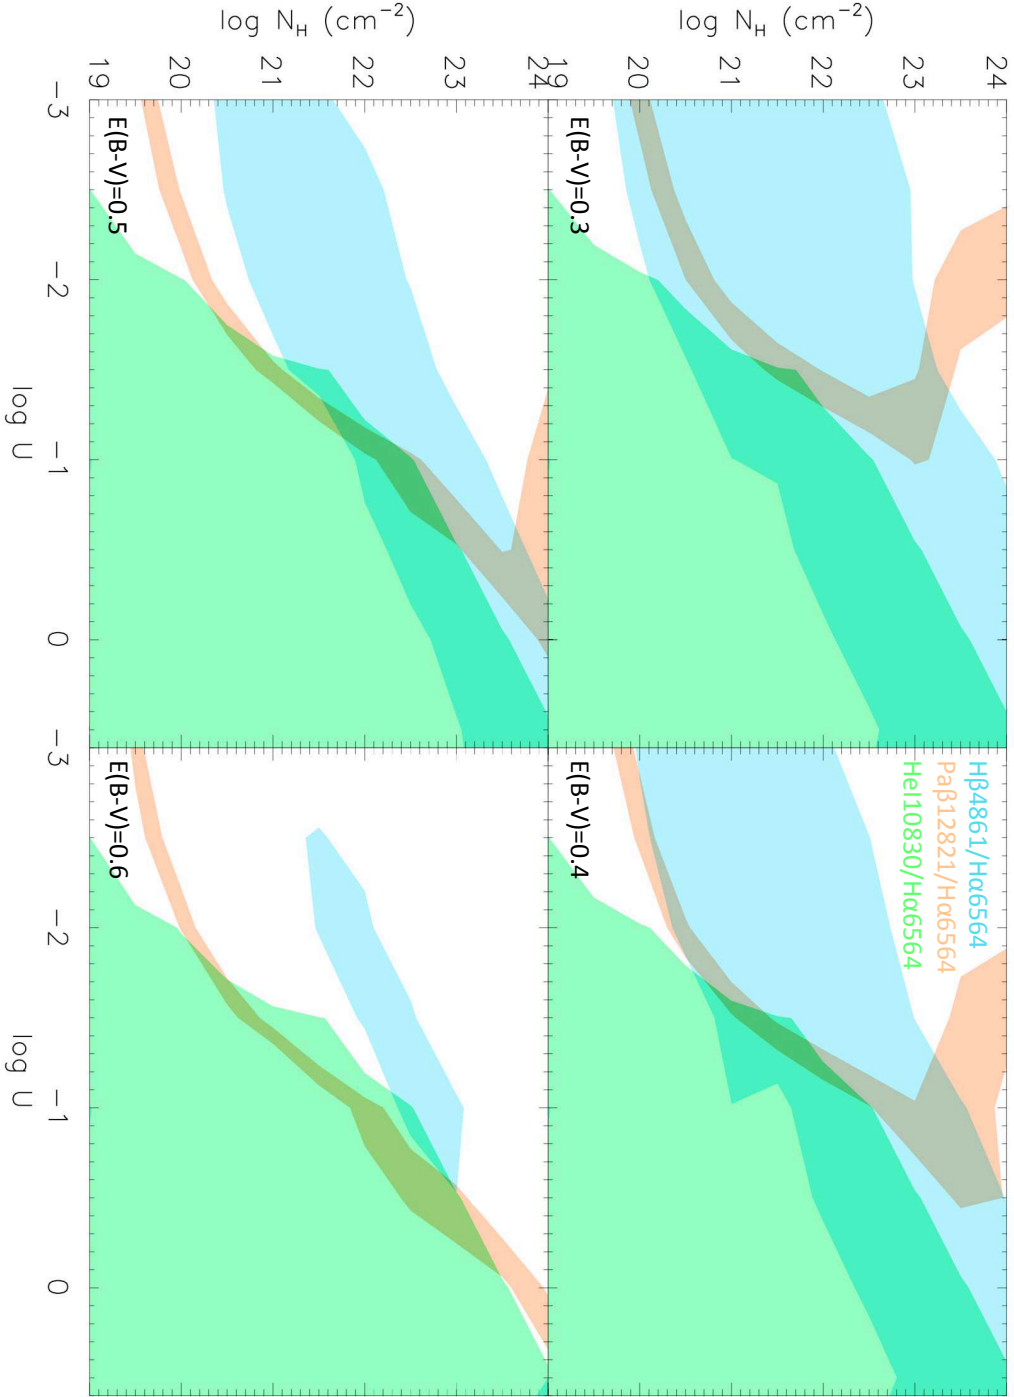 Hβ4861/Hα6564
Paβ12821/Hα6564
HeI10830/Hα6564
log N_H (cm⁻²)
24
23
22
21
20
19
E(B-V)=0.3
E(B-V)=0.4
log N_H (cm⁻²)
24
23
22
21
20
19
E(B-V)=0.5
E(B-V)=0.6
−3 −2 −1 0 −3 −2 −1 0
log U log U